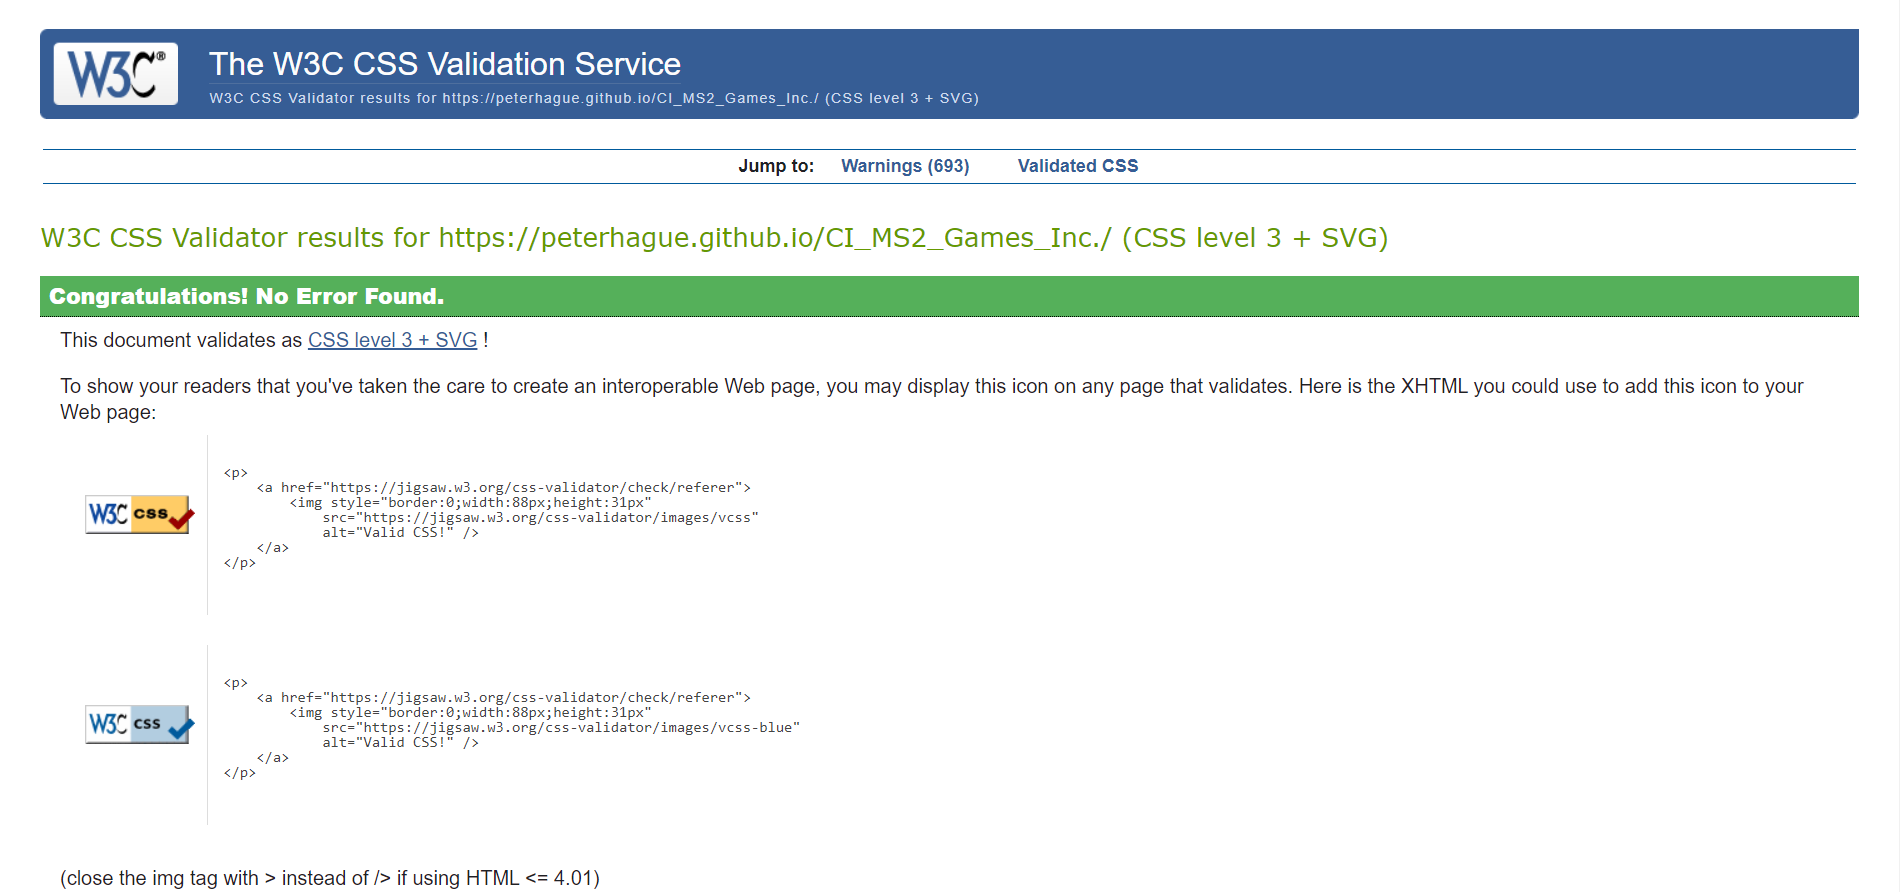 W3C®
The W3C CSS Validation Service
W3C CSS Validator results for https://peterhague.github.io/CI_MS2_Games_Inc./ (CSS level 3 + SVG)
Jump to: Warnings (693) Validated CSS
W3C CSS Validator results for https://peterhague.github.io/CI_MS2_Games_Inc./ (CSS level 3 + SVG)
Congratulations! No Error Found.
This document validates as CSS level 3 + SVG !
To show your readers that you've taken the care to create an interoperable Web page, you may display this icon on any page that validates. Here is the XHTML you could use to add this icon to your
Web page:
W3C css
<p>
    <a href="https://jigsaw.w3.org/css-validator/check/referer">
        <img style="border:0;width:88px;height:31px"
            src="https://jigsaw.w3.org/css-validator/images/vcss"
            alt="Valid CSS!" />
    </a>
</p>
W3C css
<p>
    <a href="https://jigsaw.w3.org/css-validator/check/referer">
        <img style="border:0;width:88px;height:31px"
            src="https://jigsaw.w3.org/css-validator/images/vcss-blue"
            alt="Valid CSS!" />
    </a>
</p>
(close the img tag with > instead of /> if using HTML <= 4.01)